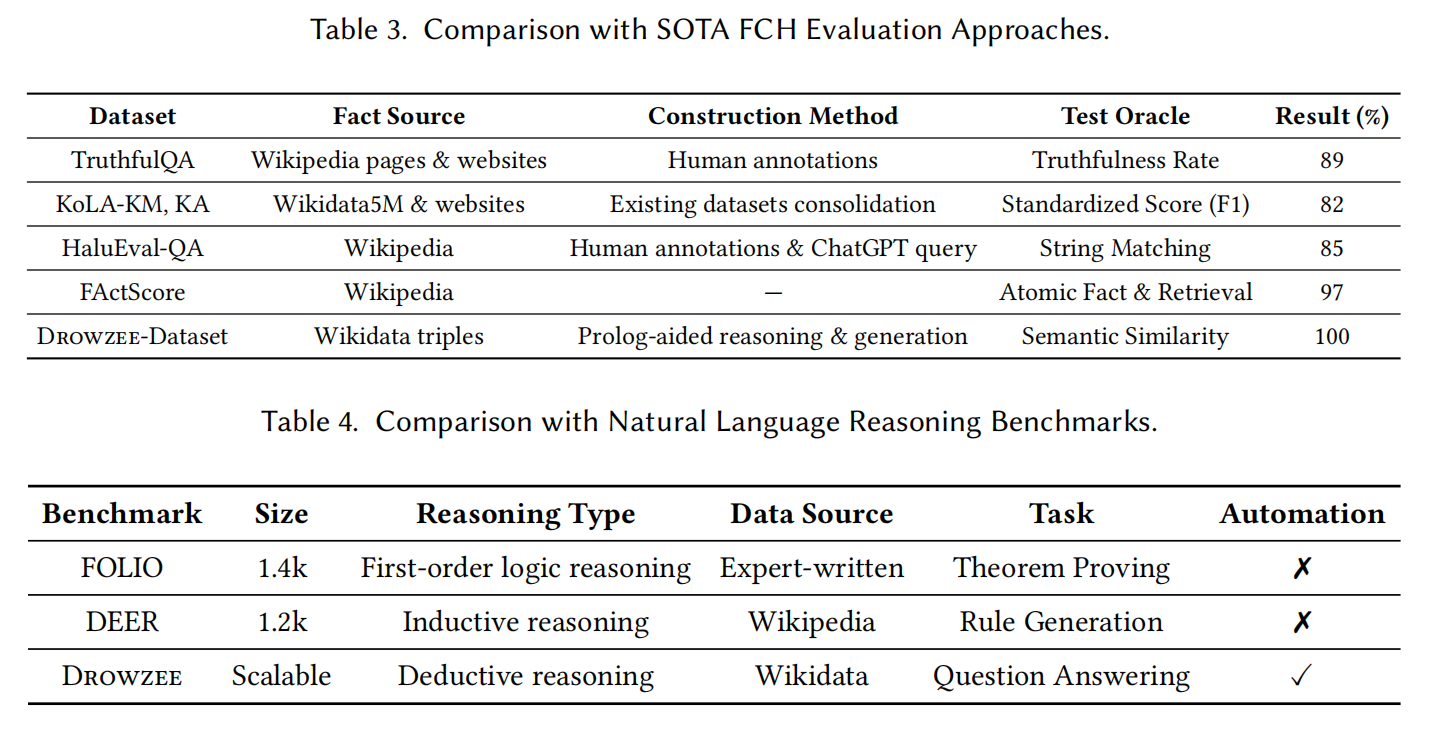 Table 3. Comparison with SOTA FCH Evaluation Approaches.
Dataset Fact Source Construction Method Test Oracle Result (%)
TruthfulQA Wikipedia pages & websites Human annotations Truthfulness Rate 89
KoLA-KM, KA Wikidata5M & websites Existing datasets consolidation Standardized Score (F1) 82
HaluEval-QA Wikipedia Human annotations & ChatGPT query String Matching 85
FActScore Wikipedia — Atomic Fact & Retrieval 97
Drowzee-Dataset Wikidata triples Prolog-aided reasoning & generation Semantic Similarity 100
Table 4. Comparison with Natural Language Reasoning Benchmarks.
Benchmark Size Reasoning Type Data Source Task Automation
FOLIO 1.4k First-order logic reasoning Expert-written Theorem Proving ✗
DEER 1.2k Inductive reasoning Wikipedia Rule Generation ✗
Drowzee Scalable Deductive reasoning Wikidata Question Answering ✓